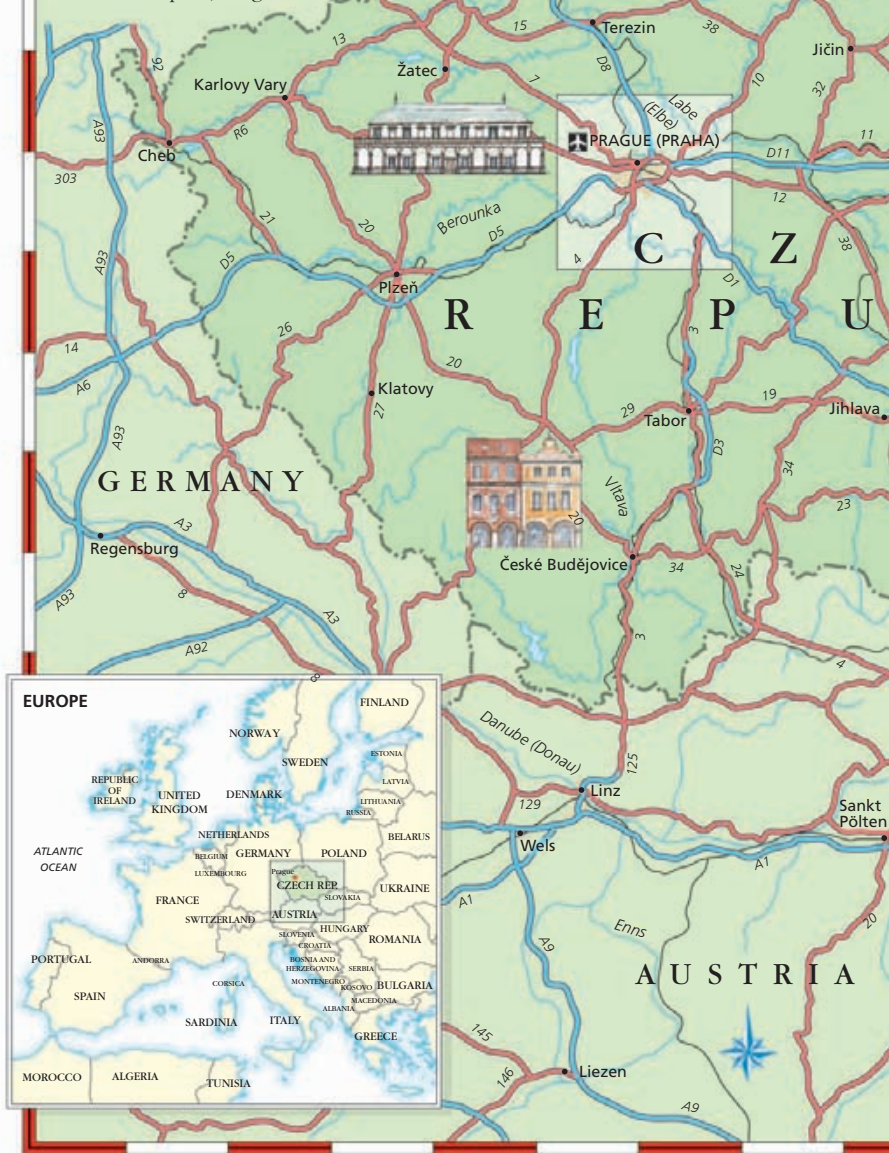 15
Terezin
38
13
D8
Jičín
92
Žatec
7
10
32
Karlovy Vary
Labe
(Elbe)
A93
R6
PRAGUE (PRAHA)
11
Cheb
D11
303
12
21
20
Berounka
D5
38
A93
D5
4
C Z
D1
Plzeň
R E P U
14
26
3
A6
20
Klatovy
29
19
27
Tabor
Jihlava
A93
D3
GERMANY
34
Vltava
23
A3
20
Regensburg
České Budějovice
34
24
A93
8
A3
3
A92
4
8
EUROPE
FINLAND
NORWAY
Danube (Donau)
SWEDEN
ESTONIA
125
REPUBLIC
OF
IRELAND
UNITED
KINGDOM
DENMARK
LATVIA
LITHUANIA
RUSSIA
129
Linz
Sankt
Pölten
NETHERLANDS
BELARUS
Wels
ATLANTIC
OCEAN
BELGIUM
GERMANY
POLAND
A1
LUXEMBOURG
Prague
CZECH REP.
UKRAINE
FRANCE
SLOVAKIA
A1
SWITZERLAND
AUSTRIA
20
HUNGARY
Enns
SLOVENIA
ROMANIA
CROATIA
A9
PORTUGAL
ANDORRA
BOSNIA AND
HERZEGOVINA
SERBIA
AUSTRIA
CORSICA
MONTENEGRO
KOSOVO
BULGARIA
SPAIN
MACEDONIA
ALBANIA
SARDINIA
ITALY
GREECE
145
MOROCCO
ALGERIA
TUNISIA
146
Liezen
A9